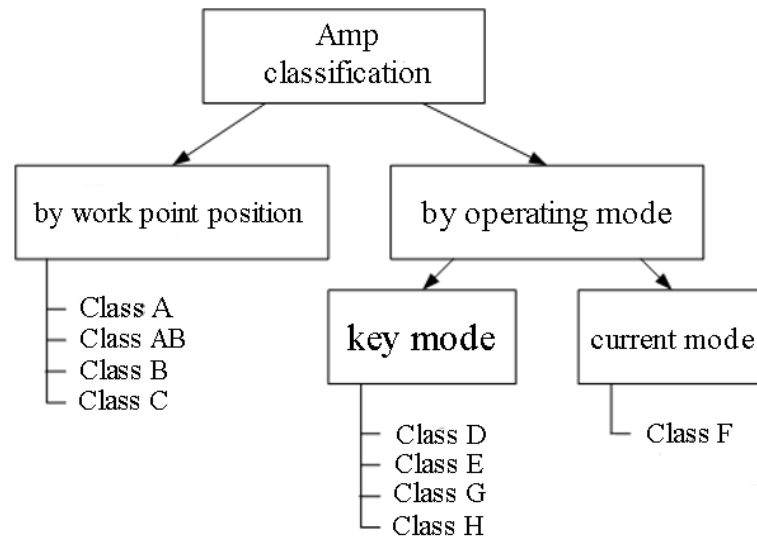 Amp
classification
by work point position
by operating mode
Class A
Class AB
Class B
Class C
key mode
current mode
Class D
Class E
Class G
Class H
Class F